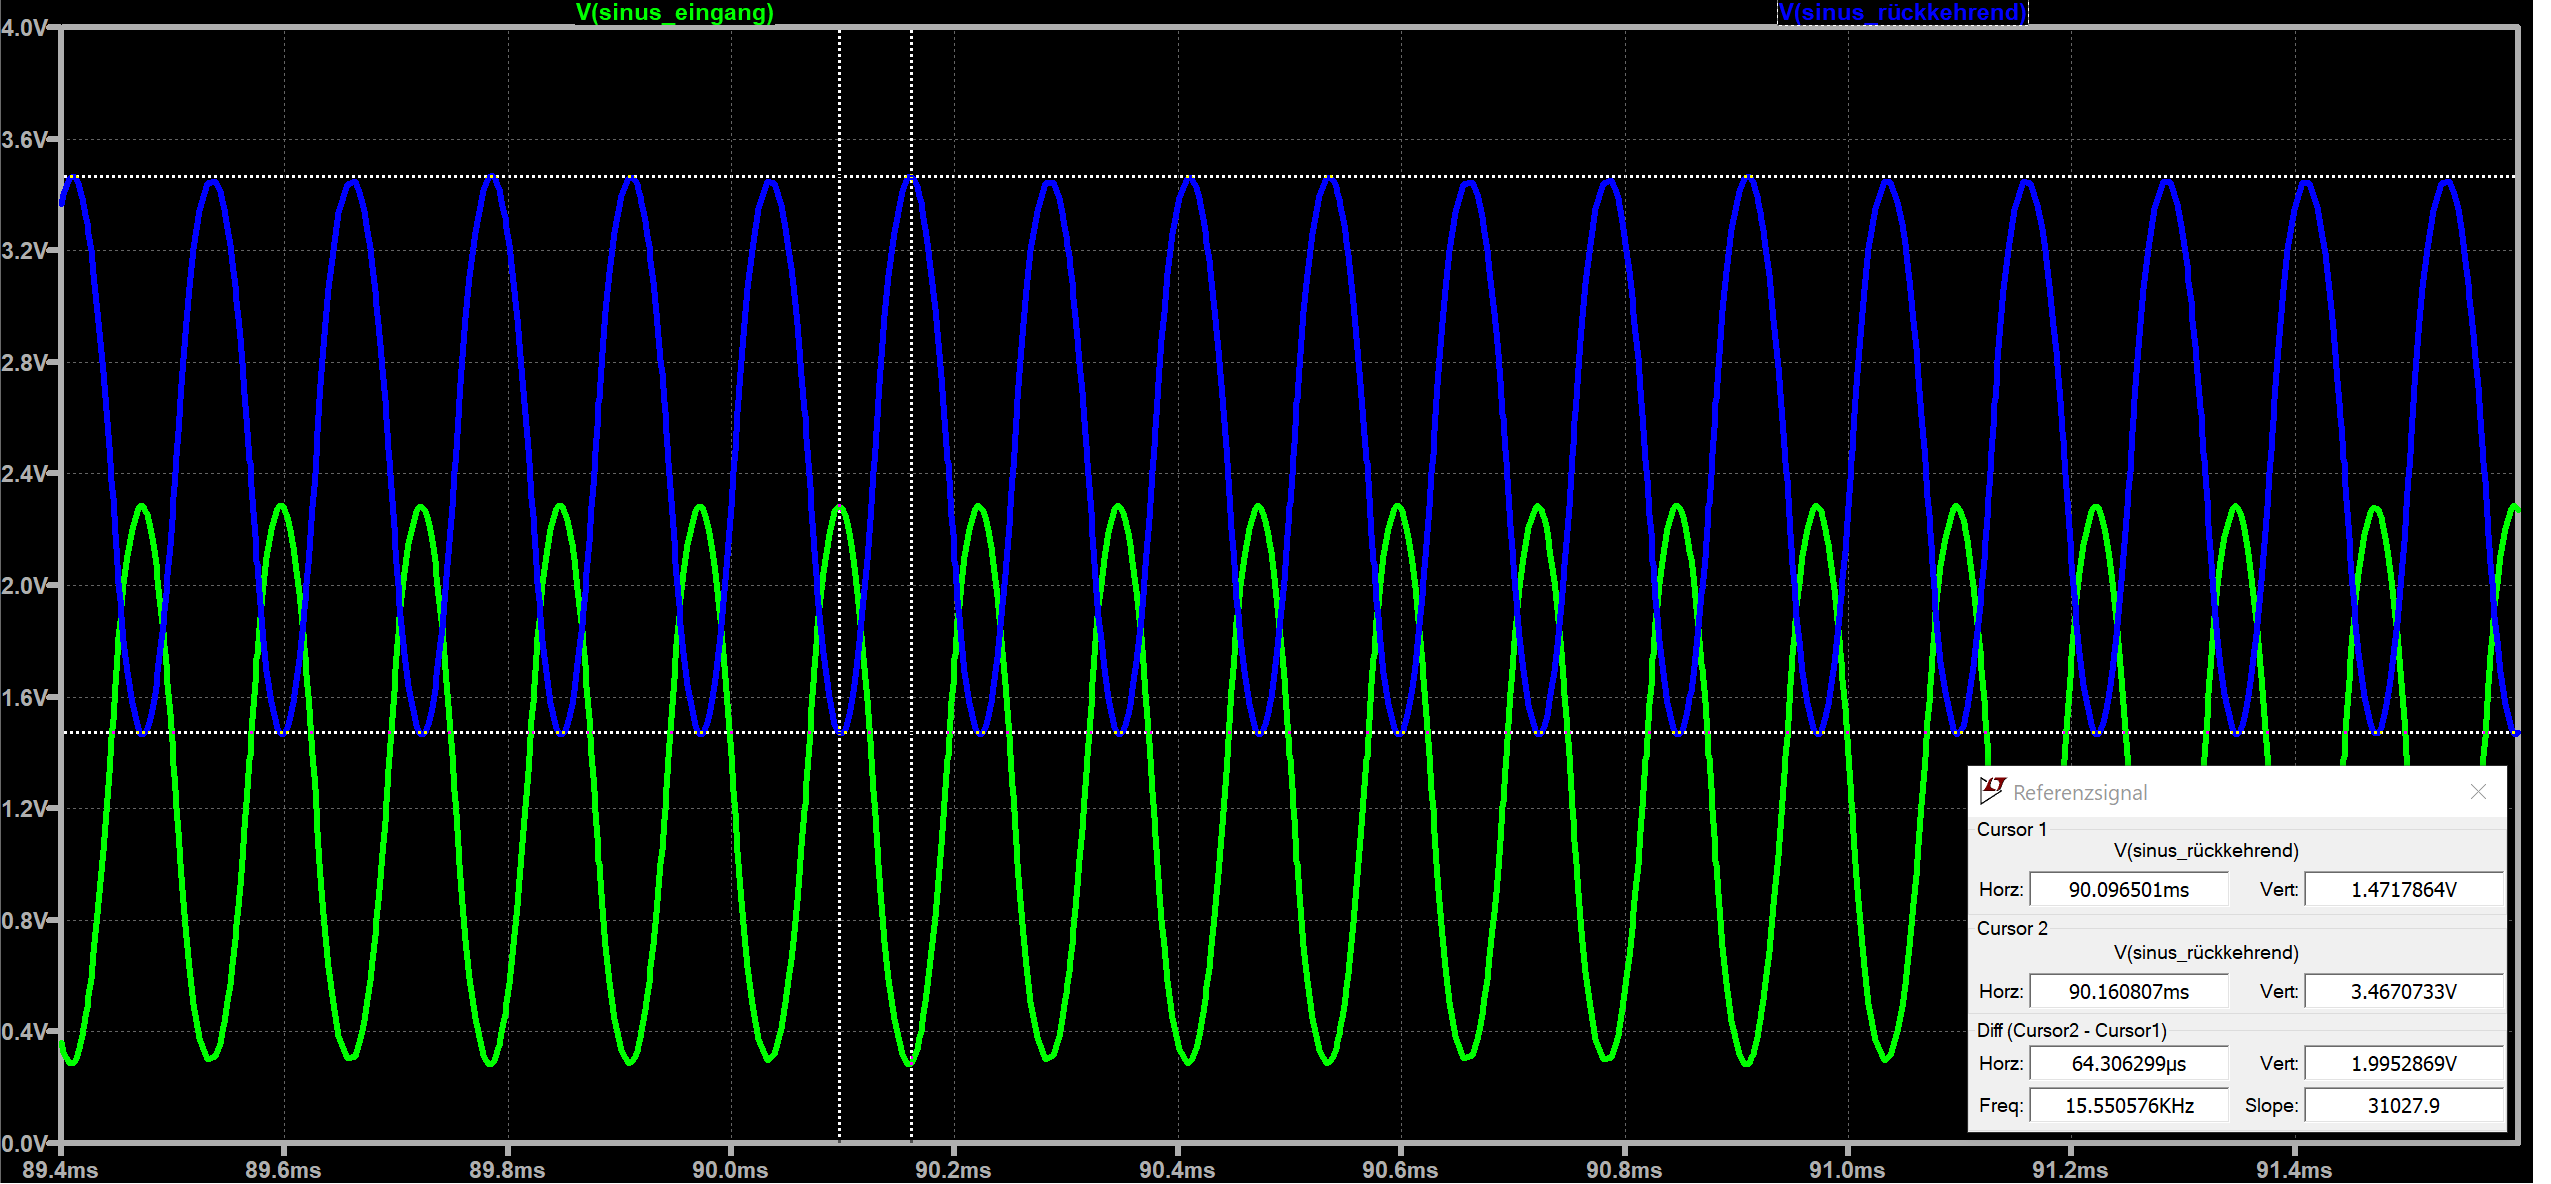 V(sinus_eingang) V(sinus_rückkehrend)
4.0V
3.6V
3.2V
2.8V
2.4V
2.0V
1.6V
1.2V
0.8V
0.4V
0.0V
89.4ms 89.6ms 89.8ms 90.0ms 90.2ms 90.4ms 90.6ms 90.8ms 91.0ms 91.2ms 91.4ms
Referenzsignal
Cursor 1
V(sinus_rückkehrend)
Horz: 90.096501ms Vert: 1.4717864V
Cursor 2
V(sinus_rückkehrend)
Horz: 90.160807ms Vert: 3.4670733V
Diff (Cursor2 - Cursor1)
Horz: 64.306299µs Vert: 1.9952869V
Freq: 15.550576KHz Slope: 31027.9